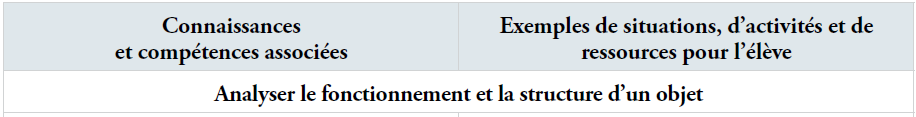 Connaissances
et compétences associées
Exemples de situations, d’activités et de
ressources pour l’élève
Analyser le fonctionnement et la structure d’un objet